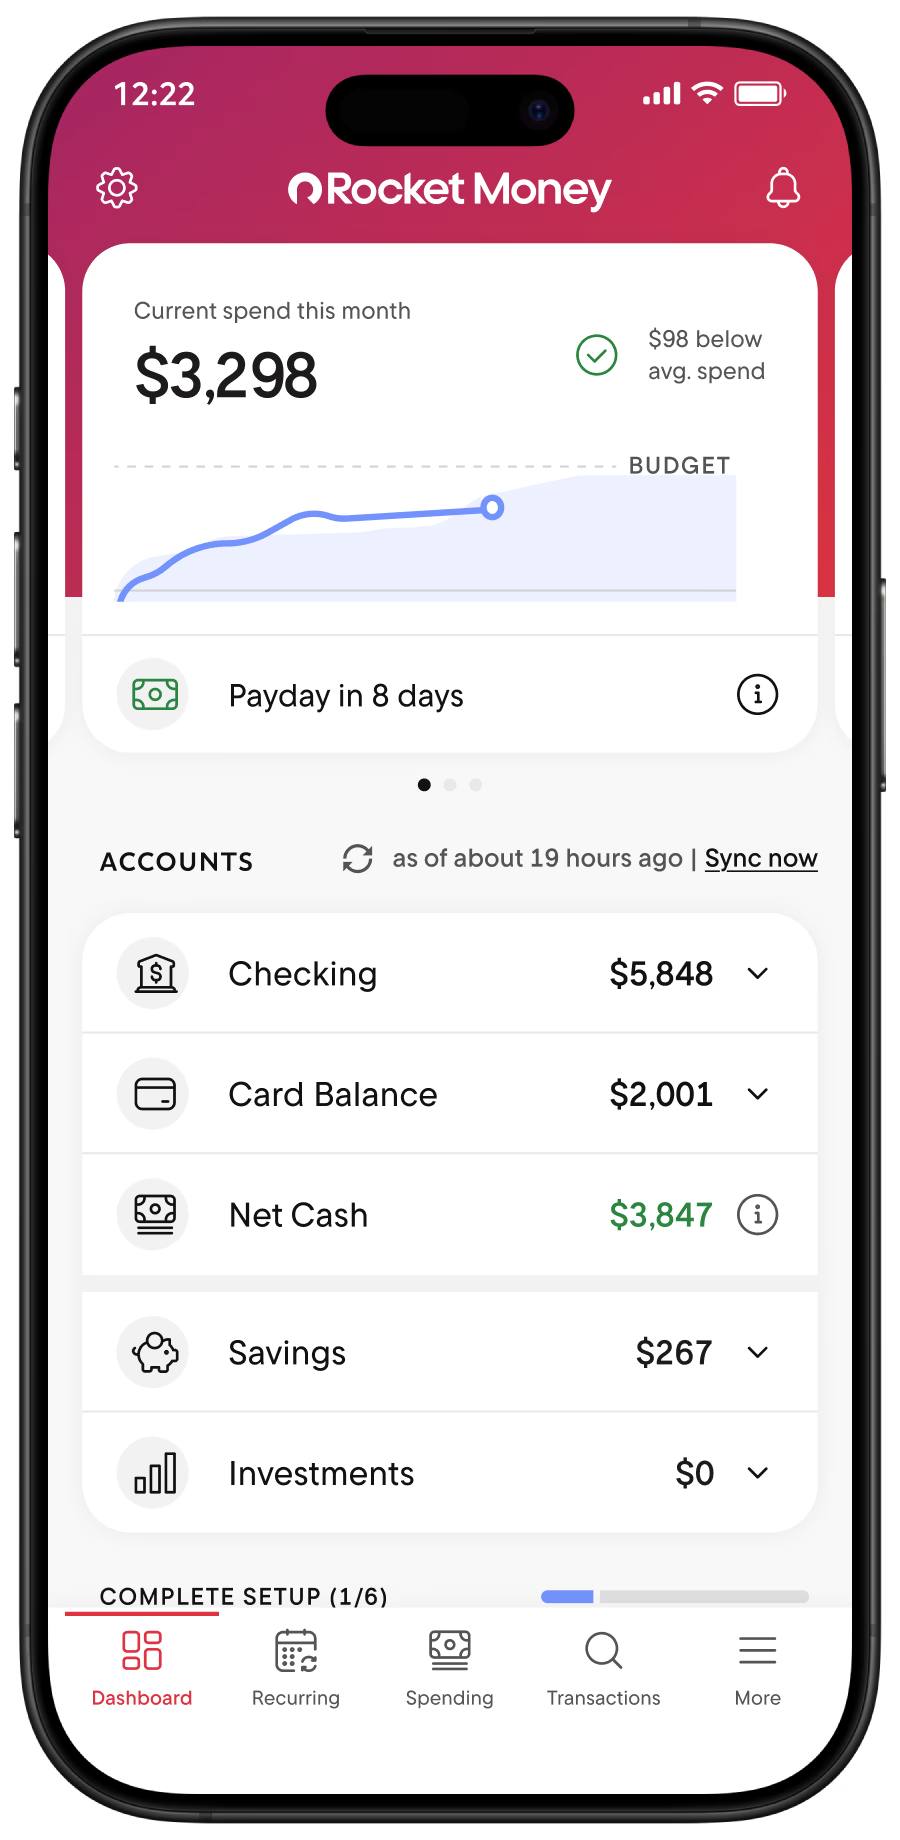 12:22
Rocket Money
Current spend this month
$3,298
$98 below
avg. spend
BUDGET
Payday in 8 days
ACCOUNTS
as of about 19 hours ago | Sync now
Checking
$5,848
Card Balance
$2,001
Net Cash
$3,847
Savings
$267
Investments
$0
COMPLETE SETUP (1/6)
Dashboard
Recurring
Spending
Transactions
More